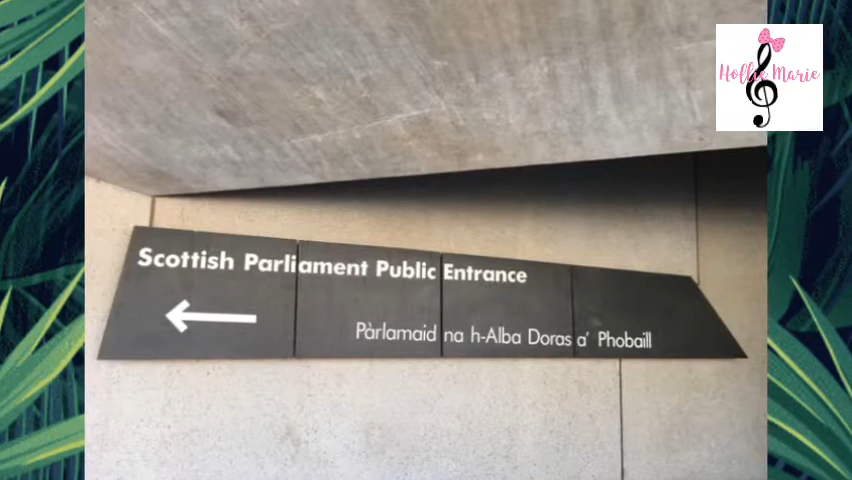 Hollie Marie
Scottish Parliament Public Entrance
Pàrlamaid na h-Alba Doras a' Phobaill